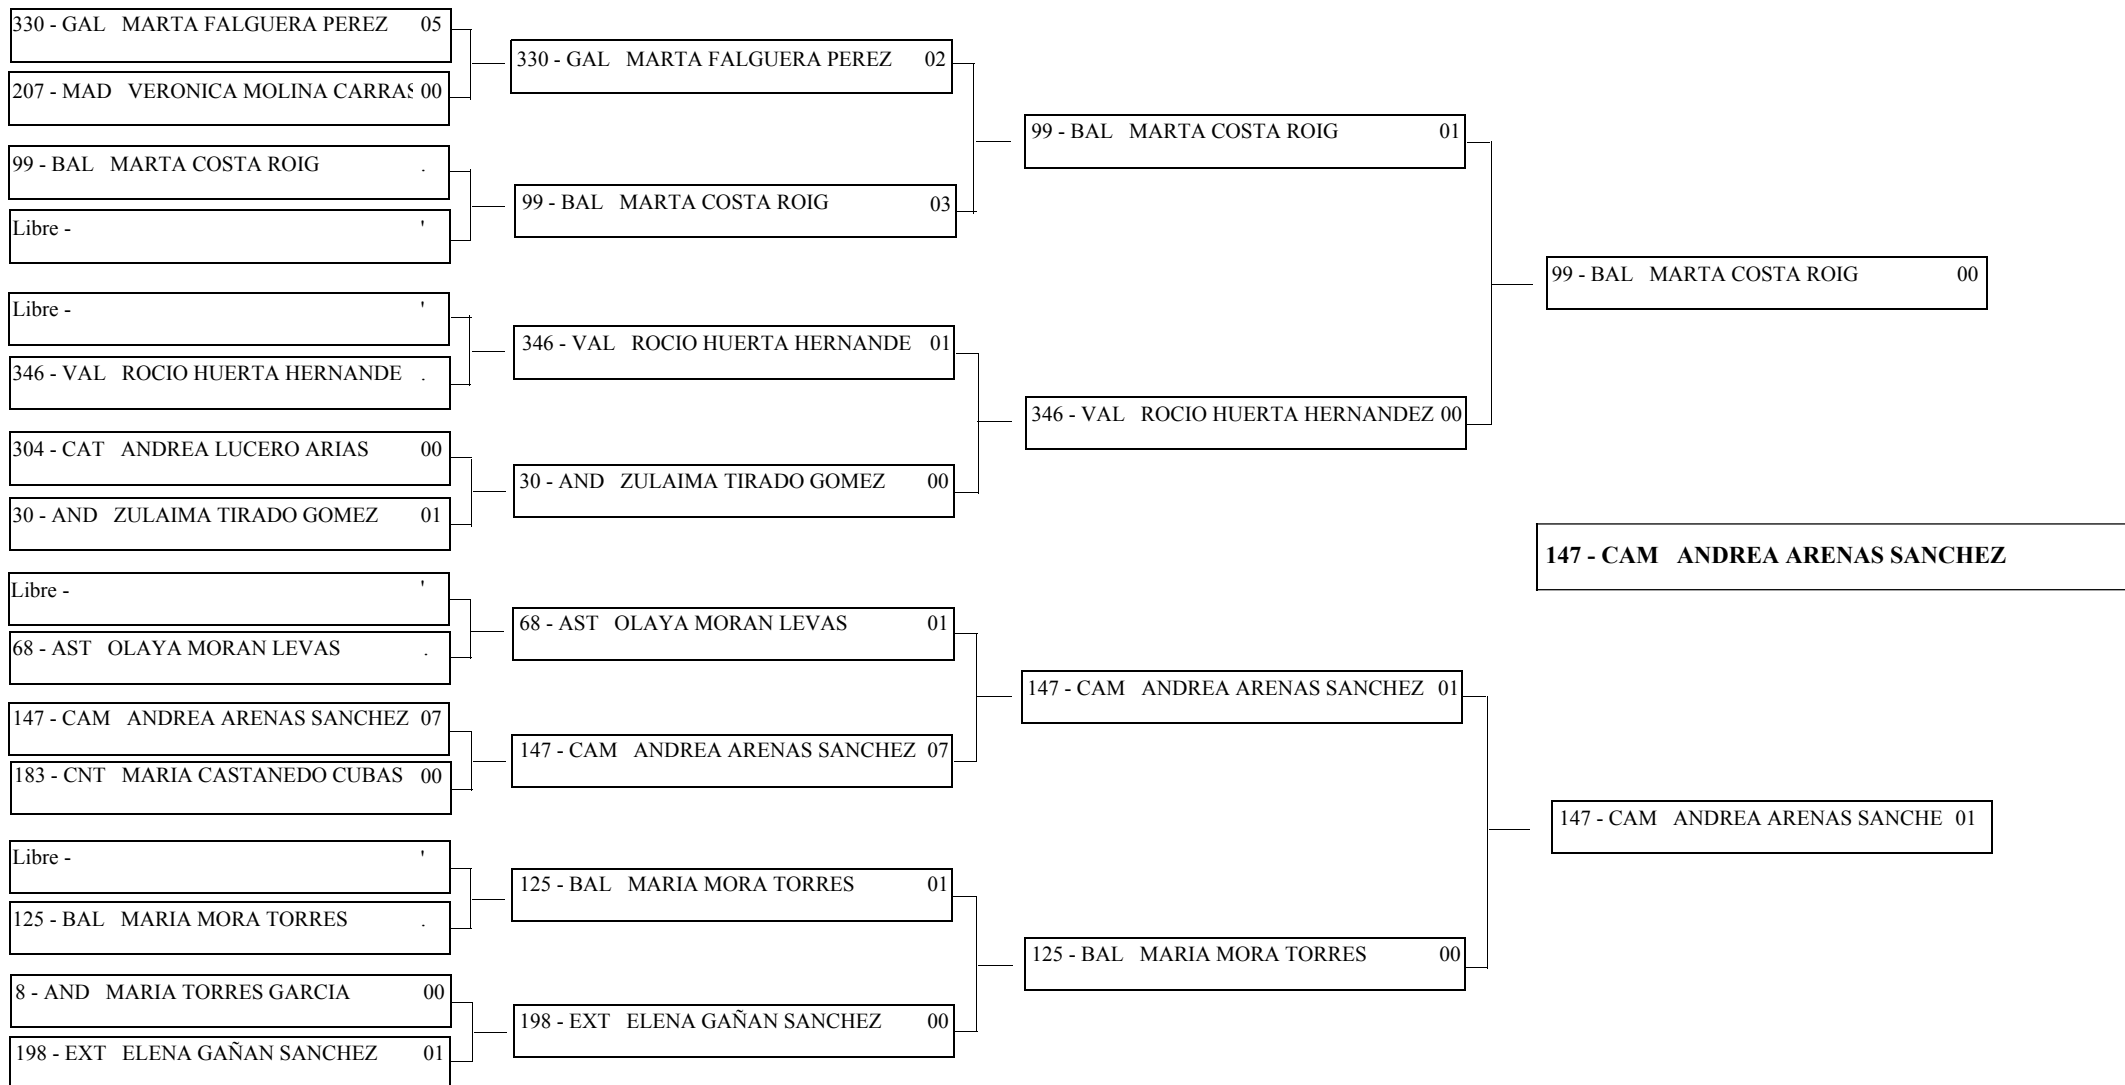 330 - GAL MARTA FALGUERA PEREZ 05
207 - MAD VERONICA MOLINA CARRAS 00
99 - BAL MARTA COSTA ROIG .
Libre - '
Libre - '
346 - VAL ROCIO HUERTA HERNANDE .
304 - CAT ANDREA LUCERO ARIAS 00
30 - AND ZULAIMA TIRADO GOMEZ 01
Libre - '
68 - AST OLAYA MORAN LEVAS .
147 - CAM ANDREA ARENAS SANCHEZ 07
183 - CNT MARIA CASTANEDO CUBAS 00
Libre - '
125 - BAL MARIA MORA TORRES .
8 - AND MARIA TORRES GARCIA 00
198 - EXT ELENA GAÑAN SANCHEZ 01
330 - GAL MARTA FALGUERA PEREZ 02
99 - BAL MARTA COSTA ROIG 03
346 - VAL ROCIO HUERTA HERNANDE 01
30 - AND ZULAIMA TIRADO GOMEZ 00
68 - AST OLAYA MORAN LEVAS 01
147 - CAM ANDREA ARENAS SANCHEZ 07
125 - BAL MARIA MORA TORRES 01
198 - EXT ELENA GAÑAN SANCHEZ 00
99 - BAL MARTA COSTA ROIG 01
346 - VAL ROCIO HUERTA HERNANDEZ 00
147 - CAM ANDREA ARENAS SANCHEZ 01
125 - BAL MARIA MORA TORRES 00
99 - BAL MARTA COSTA ROIG 00
147 - CAM ANDREA ARENAS SANCHE 01
147 - CAM ANDREA ARENAS SANCHEZ